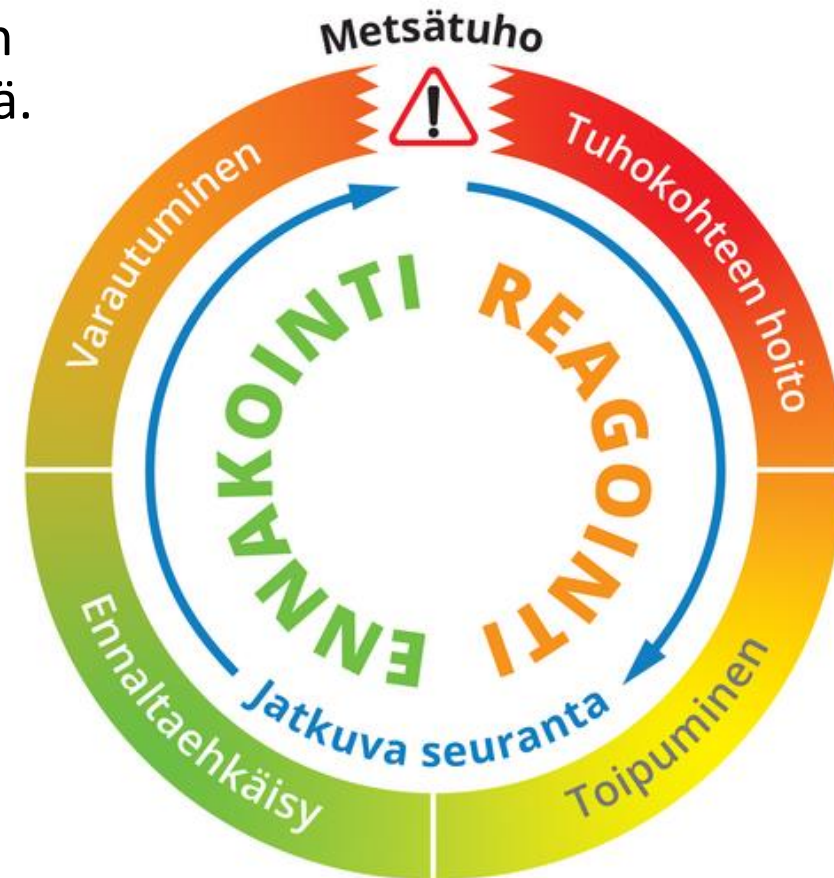 Metsätuho
Tuhokohteen hoito
Toipuminen
Ennaltaehkäisy
Varautuminen
REAGOINTI
ENNAKOINTI
Jatkuva seuranta